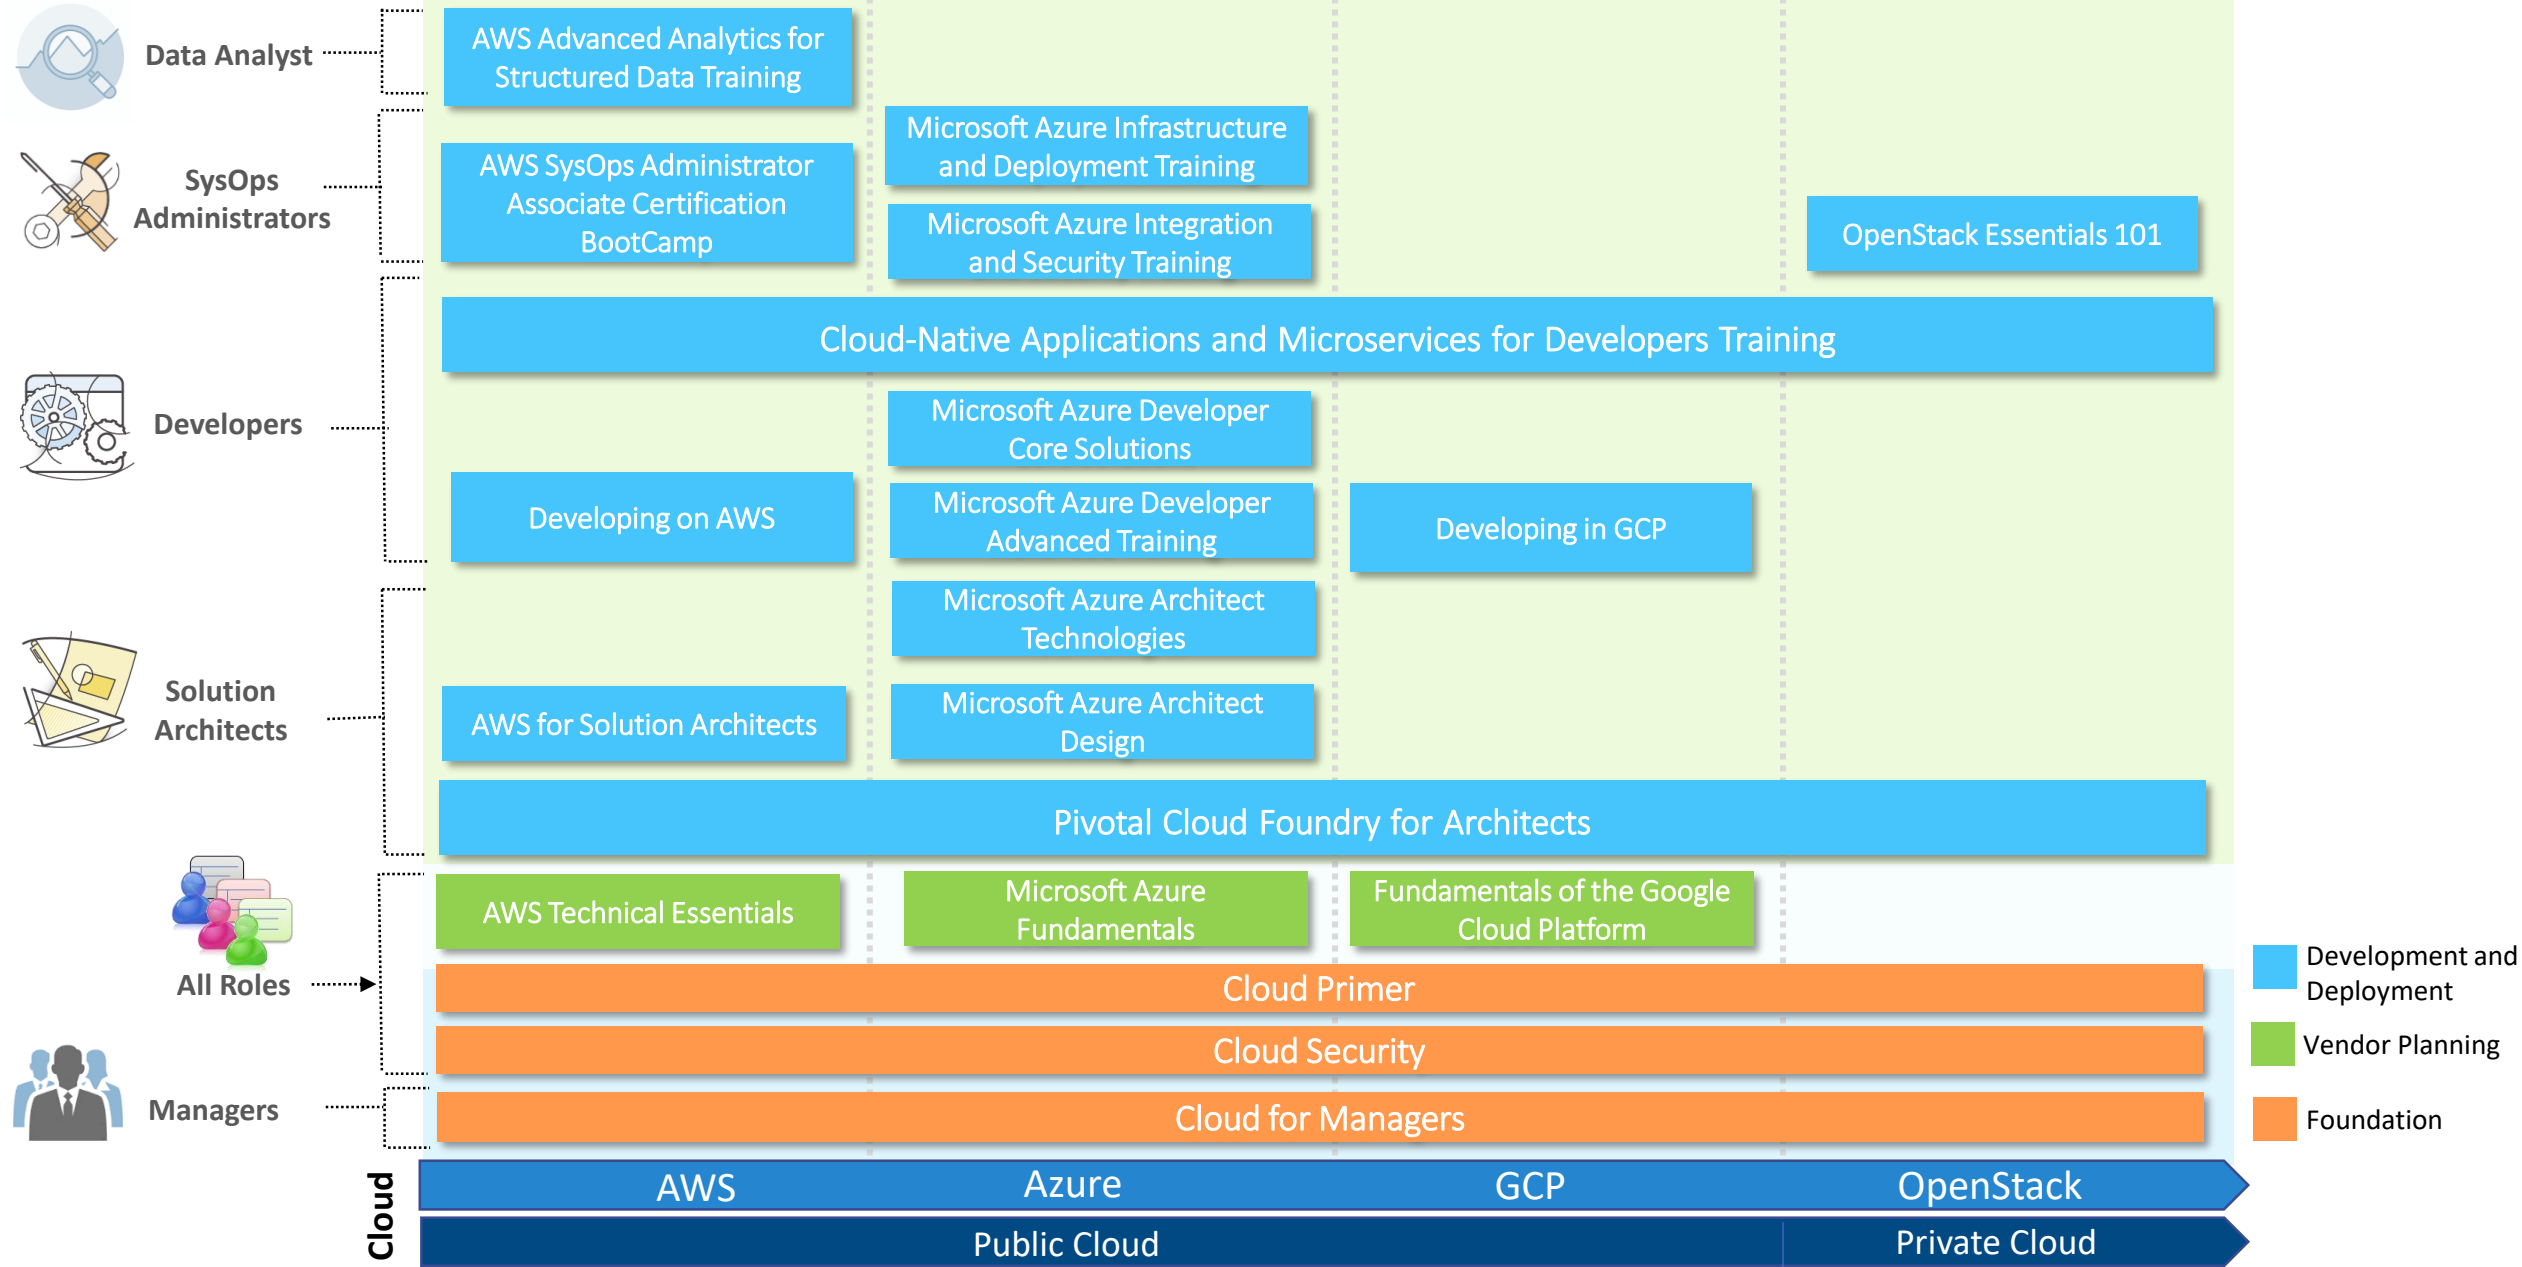 Data Analyst
AWS Advanced Analytics for
Structured Data Training
SysOps
Administrators
AWS SysOps Administrator
Associate Certification
BootCamp
Microsoft Azure Infrastructure
and Deployment Training
Microsoft Azure Integration
and Security Training
OpenStack Essentials 101
Cloud-Native Applications and Microservices for Developers Training
Developers
Microsoft Azure Developer
Core Solutions
Developing on AWS
Microsoft Azure Developer
Advanced Training
Developing in GCP
Microsoft Azure Architect
Technologies
Solution
Architects
AWS for Solution Architects
Microsoft Azure Architect
Design
Pivotal Cloud Foundry for Architects
AWS Technical Essentials
Microsoft Azure
Fundamentals
Fundamentals of the Google
Cloud Platform
All Roles
Cloud Primer
Cloud Security
Managers
Cloud for Managers
Development and
Deployment
Vendor Planning
Foundation
Cloud
AWS
Azure
GCP
OpenStack
Public Cloud
Private Cloud